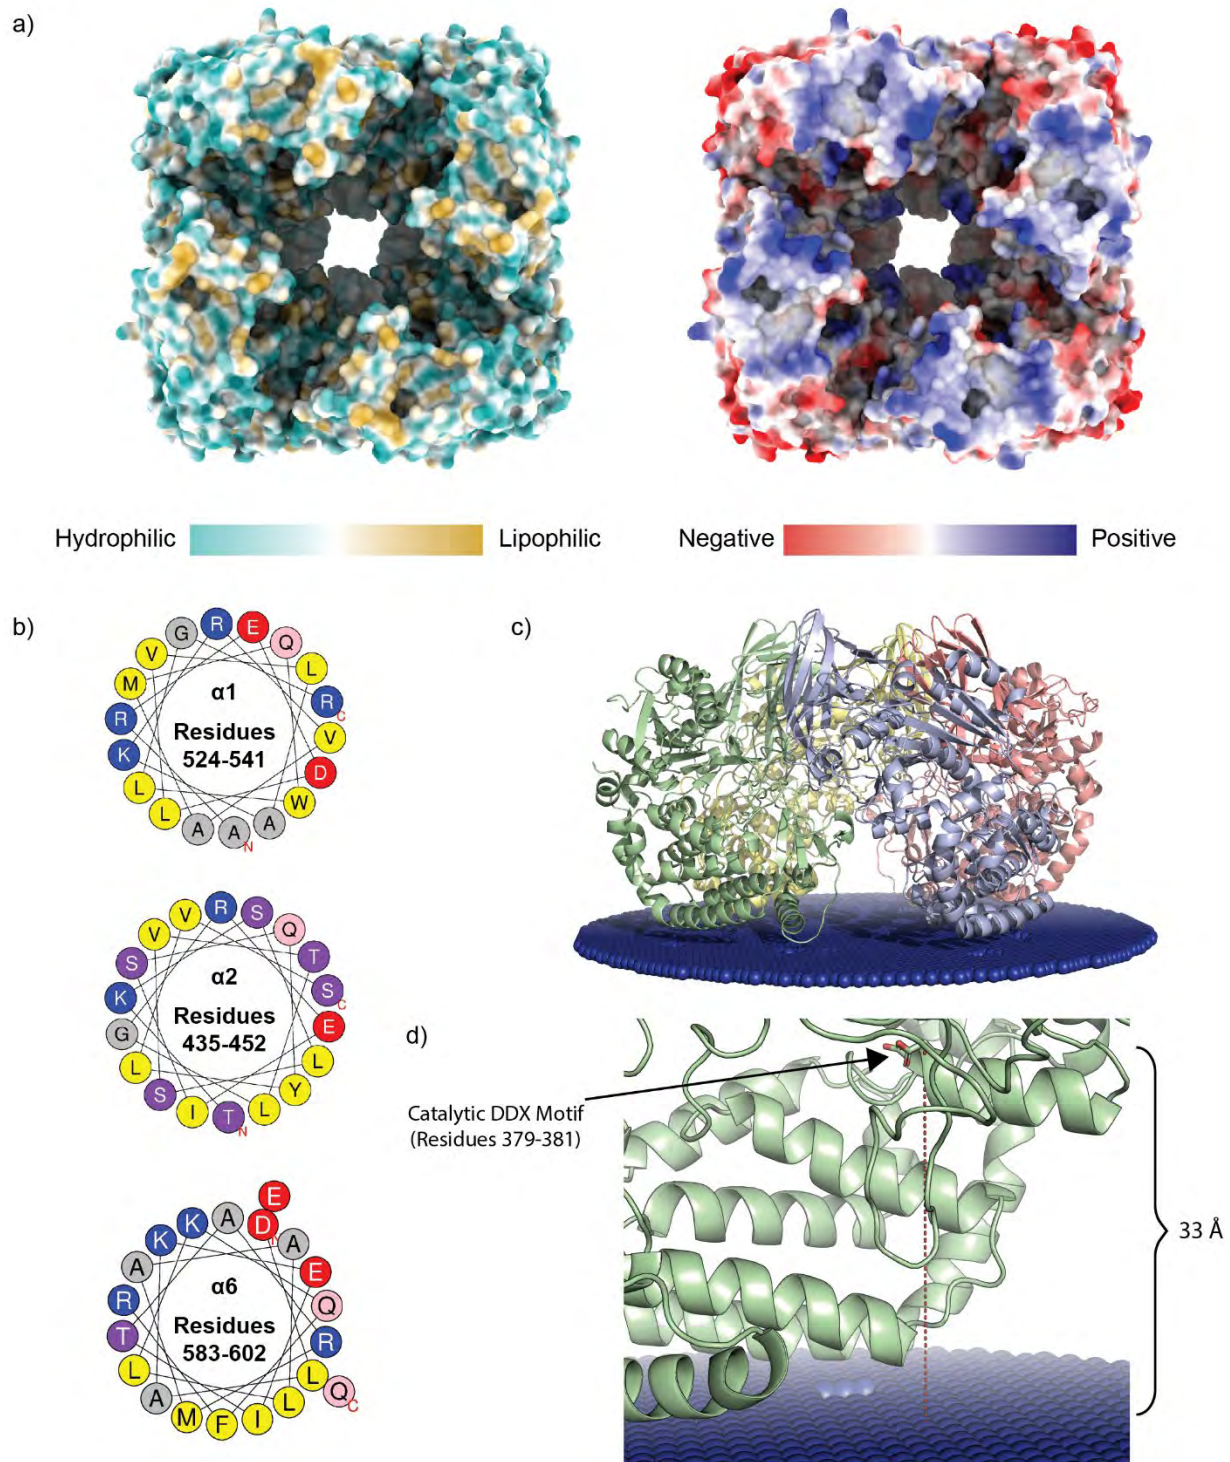 a)
Hydrophilic
Lipophilic
Negative
Positive
b)
c)
G R E Q
V L
M R C
R V
K D
L W
L A A A
N
α1
Residues
524-541
V R S Q
V T
S S C
K E
G L
L Y
S I T L
N
α2
Residues
435-452
E
K A D N A
K E
A Q
R R
T L Q C
L L
A M F I
α6
Residues
583-602
d)
Catalytic DDX Motif
(Residues 379-381)
33 Å